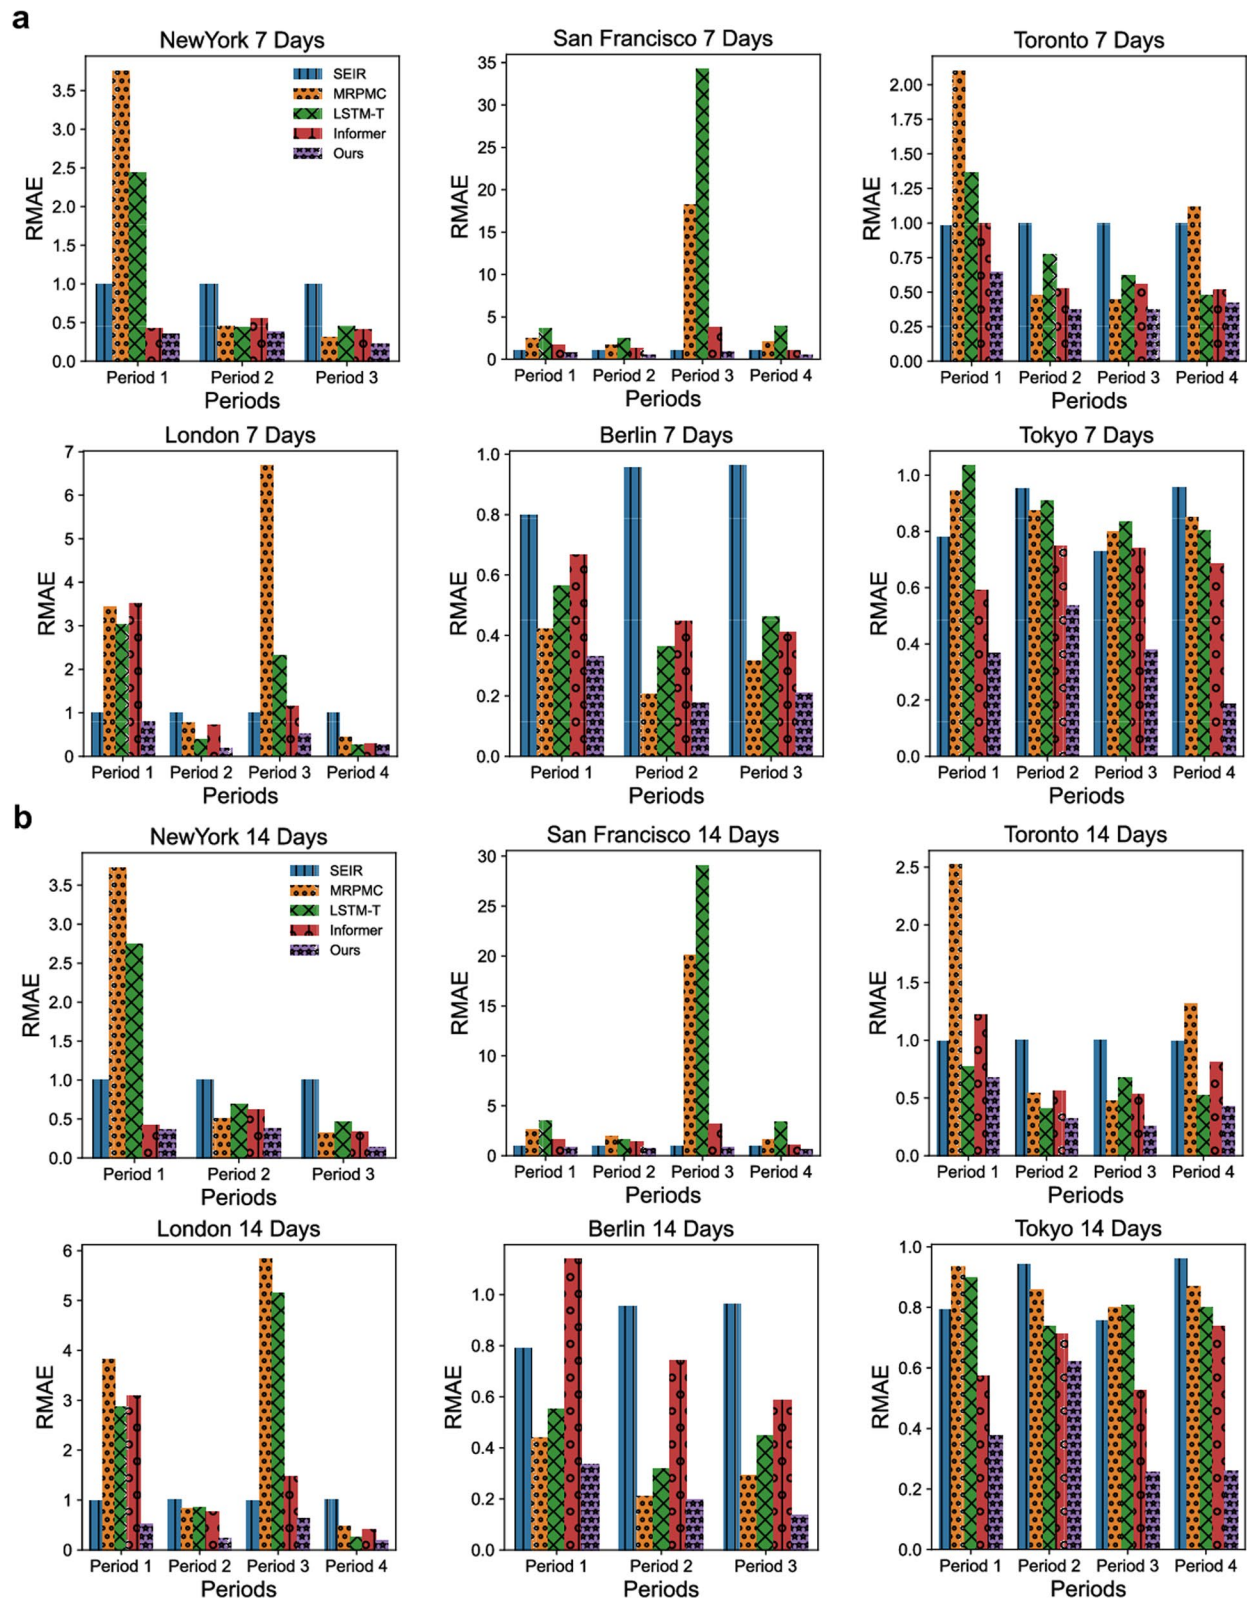 a
NewYork 7 Days
RMAE
3.5
3.0
2.5
2.0
1.5
1.0
0.5
0.0
SEIR
MRPMC
LSTM-T
Informer
Ours
Period 1 Period 2 Period 3
Periods
San Francisco 7 Days
RMAE
35
30
25
20
15
10
5
0
Period 1 Period 2 Period 3 Period 4
Periods
Toronto 7 Days
RMAE
2.00
1.75
1.50
1.25
1.00
0.75
0.50
0.25
0.00
Period 1 Period 2 Period 3 Period 4
Periods
London 7 Days
RMAE
7
6
5
4
3
2
1
0
Period 1 Period 2 Period 3 Period 4
Periods
Berlin 7 Days
RMAE
1.0
0.8
0.6
0.4
0.2
0.0
Period 1 Period 2 Period 3
Periods
Tokyo 7 Days
RMAE
1.0
0.8
0.6
0.4
0.2
0.0
Period 1 Period 2 Period 3 Period 4
Periods
b
NewYork 14 Days
RMAE
3.5
3.0
2.5
2.0
1.5
1.0
0.5
0.0
SEIR
MRPMC
LSTM-T
Informer
Ours
Period 1 Period 2 Period 3
Periods
San Francisco 14 Days
RMAE
30
25
20
15
10
5
0
Period 1 Period 2 Period 3 Period 4
Periods
Toronto 14 Days
RMAE
2.5
2.0
1.5
1.0
0.5
0.0
Period 1 Period 2 Period 3 Period 4
Periods
London 14 Days
RMAE
6
5
4
3
2
1
0
Period 1 Period 2 Period 3 Period 4
Periods
Berlin 14 Days
RMAE
1.0
0.8
0.6
0.4
0.2
0.0
Period 1 Period 2 Period 3
Periods
Tokyo 14 Days
RMAE
1.0
0.8
0.6
0.4
0.2
0.0
Period 1 Period 2 Period 3 Period 4
Periods